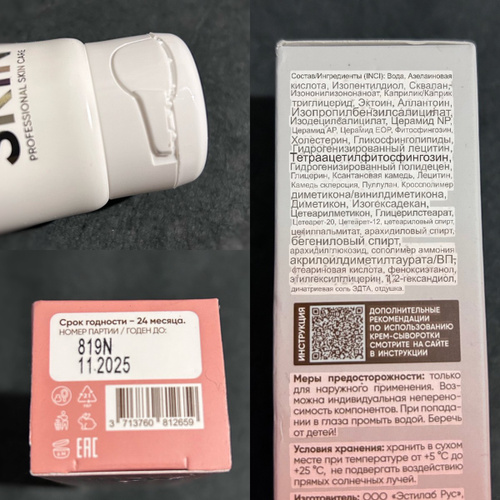 SKIN
PROFESSIONAL SKIN CARE
Срок годности – 24 месяца.
НОМЕР ПАРТИИ / ГОДЕН ДО:
819N
11.2025
3 713760 812659
EAC
Состав/Ингредиенты (INCI): Вода, Азелаиновая
кислота, Изопентилдиол, Сквалан,
Изононилизононаноат, Каприлик/Каприк
триглицерид, Эктоин, Аллантоин,
Изопропилбензилсалицилат,
Изодецилсалицилат, Церамид NP,
Церамид AP, Церамид EOP, Фитосфингозин,
Холестерин, Гликосфинголипиды,
Гидрогенизированный лецитин,
Тетраацетилфитосфингозин,
Гидрогенизированный полидецен,
Глицерин, Ксантановая камедь, Лецитин,
Камедь склероция, Пуллулан, Кроссполимер
диметикона/винилдиметикона,
Диметикон, Изогексадекан,
Цетеарилметикон, Глицерилстеарат,
Цетеарет-20, Цетеарет-12, цетеариловый спирт,
цетилпальмитат, арахидиловый спирт,
бегениловый спирт,
арахидилглюкозид, сополимер аммония
акрилоилдиметилтаурата/ВП,
стеариновая кислота, феноксиэтанол,
этилгексилглицерин, 1,2-гександиол,
динатриевая соль ЭДТА, отдушка.
ИНСТРУКЦИЯ
ДОПОЛНИТЕЛЬНЫЕ
РЕКОМЕНДАЦИИ
ПО ИСПОЛЬЗОВАНИЮ
КРЕМ-СЫВОРОТКИ
СМОТРИТЕ НА САЙТЕ
В ИНСТРУКЦИИ
Меры предосторожности: только
для наружного применения. Воз-
можна индивидуальная неперено-
симость компонентов. При попада-
нии в глаза промыть водой. Беречь
от детей!
Условия хранения: хранить в сухом
месте при температуре от +5 °С до
+25 °С, не подвергать воздействию
прямых солнечных лучей.
Изготовитель: ООО «Эстилаб Рус»,